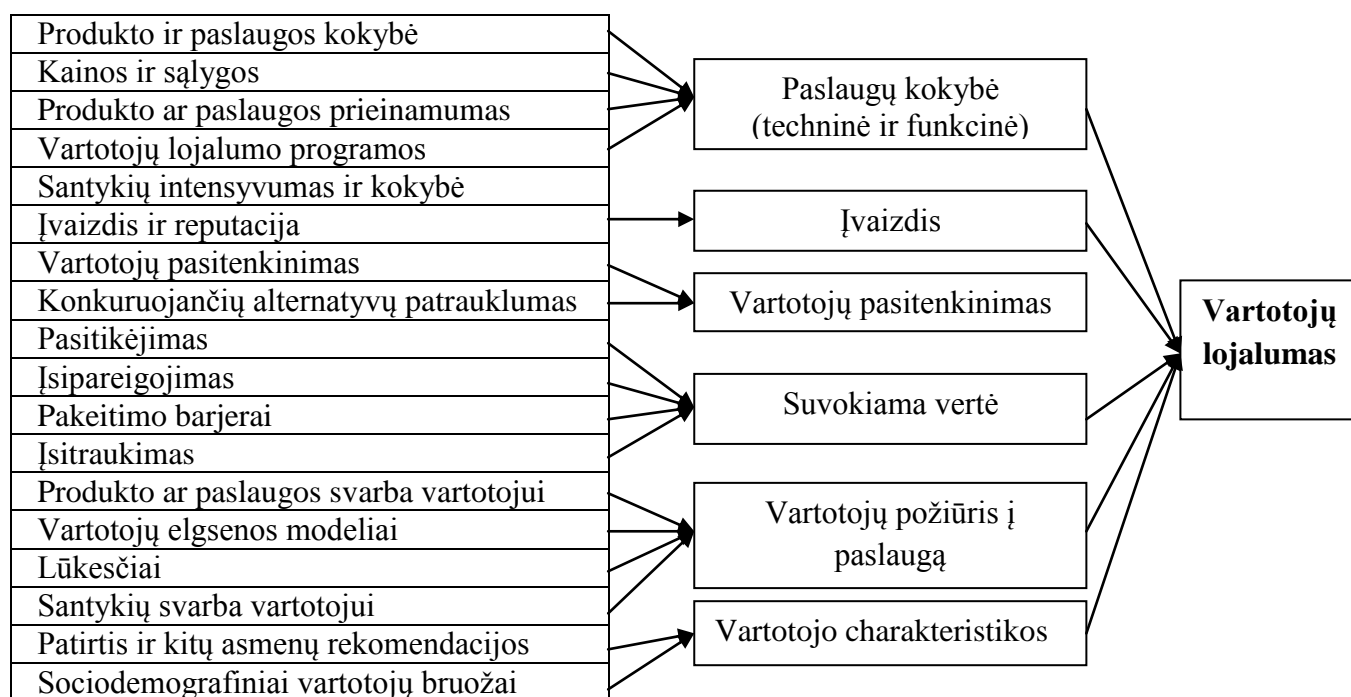 Produkto ir paslaugos kokybė
Kainos ir sąlygos
Produkto ar paslaugos prieinamumas
Vartotojų lojalumo programos
Santykių intensyvumas ir kokybė
Įvaizdis ir reputacija
Vartotojų pasitenkinimas
Konkuruojančių alternatyvų patrauklumas
Pasitikėjimas
Įsipareigojimas
Pakeitimo barjerai
Įsitraukimas
Produkto ar paslaugos svarba vartotojui
Vartotojų elgsenos modeliai
Lūkesčiai
Santykių svarba vartotojui
Patirtis ir kitų asmenų rekomendacijos
Sociodemografiniai vartotojų bruožai
Paslaugų kokybė
(techninė ir funkcinė)
Įvaizdis
Vartotojų pasitenkinimas
Suvokiama vertė
Vartotojų požiūris į
paslaugą
Vartotojo charakteristikos
Vartotojų
lojalumas